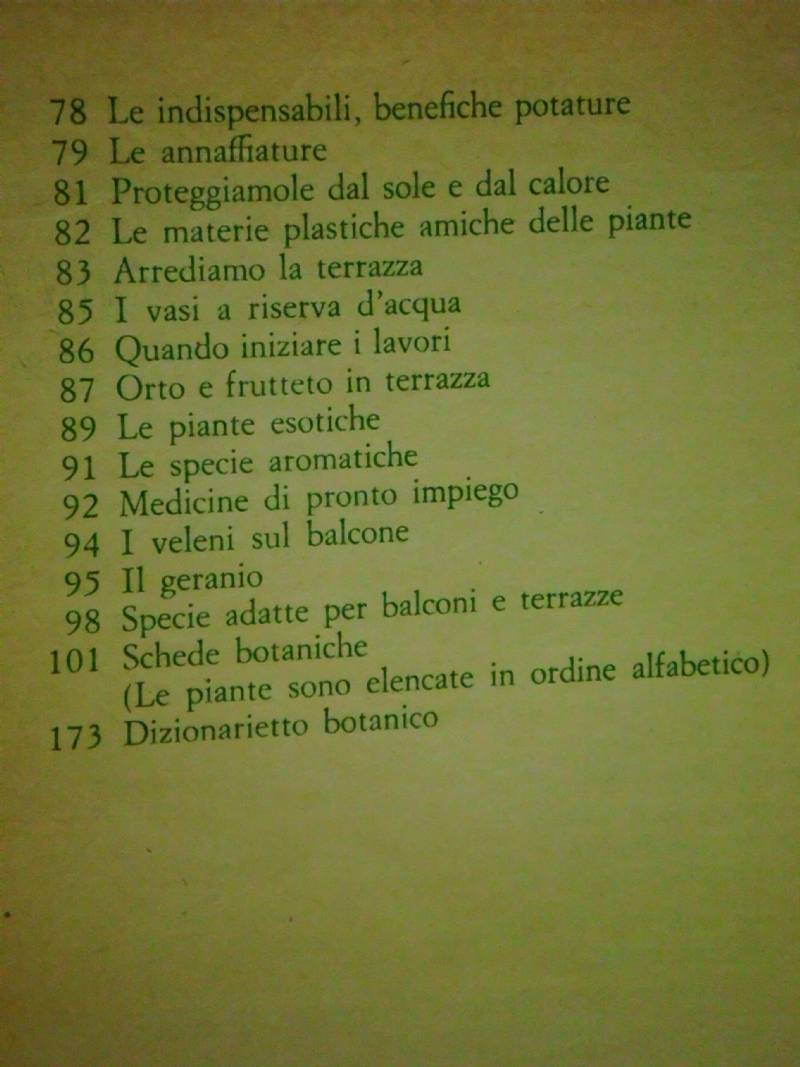 78 Le indispensabili, benefiche potature
79 Le annaffiature
81 Proteggiamole dal sole e dal calore
82 Le materie plastiche amiche delle piante
83 Arrediamo la terrazza
85 I vasi a riserva d'acqua
86 Quando iniziare i lavori
87 Orto e frutteto in terrazza
89 Le piante esotiche
91 Le specie aromatiche
92 Medicine di pronto impiego
94 I veleni sul balcone
95 Il geranio
98 Specie adatte per balconi e terrazze
101 Schede botaniche
(Le piante sono elencate in ordine alfabetico)
173 Dizionarietto botanico